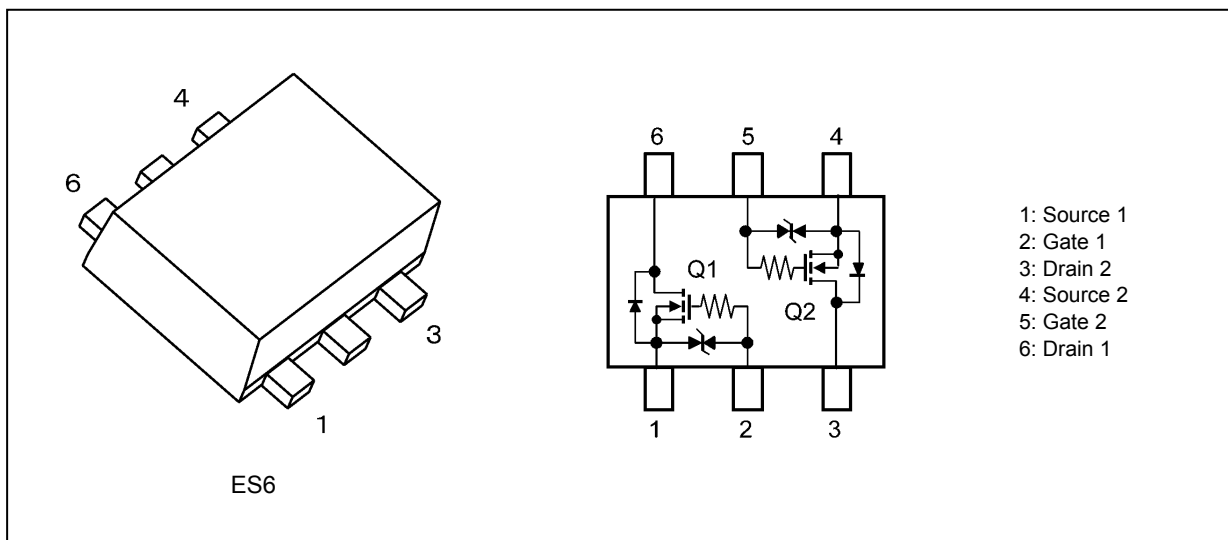 4
6
3
1
ES6
6 5 4
Q1
Q2
1 2 3
1: Source 1
2: Gate 1
3: Drain 2
4: Source 2
5: Gate 2
6: Drain 1